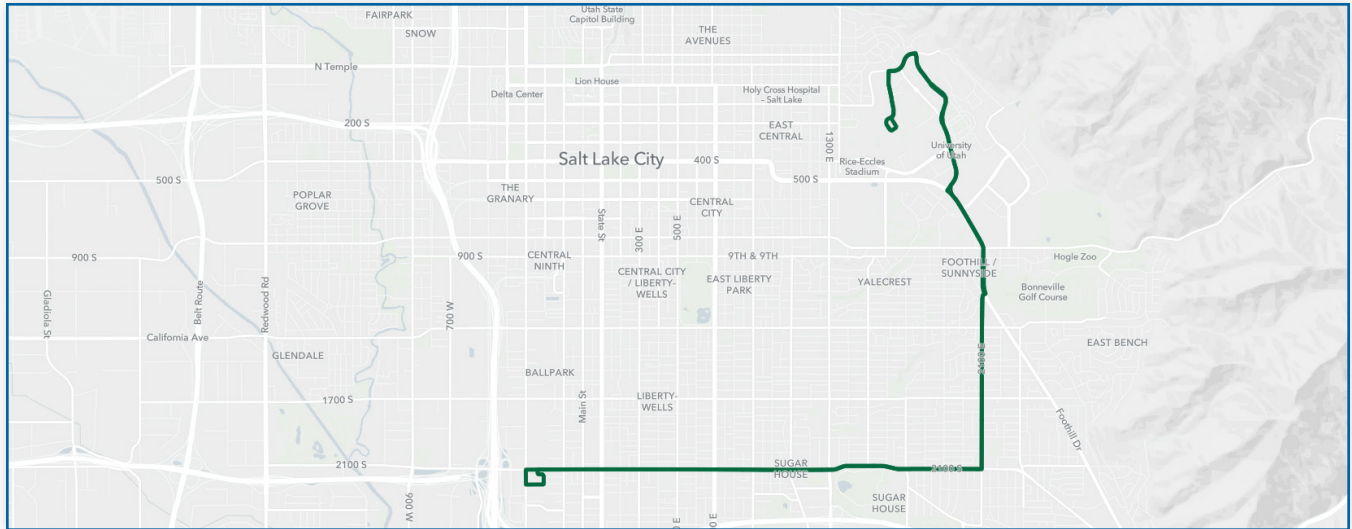 Utah State
Capitol Building
FAIRPARK
SNOW
THE
AVENUES
N Temple
Lion House
Delta Center
Holy Cross Hospital
- Salt Lake
200 S
EAST
CENTRAL
1300 E
University
of Utah
Salt Lake City
400 S
Rice-Eccles
Stadium
500 S
500 S
POPLAR
GROVE
THE
GRANARY
CENTRAL
CITY
State St
300 E
500 E
900 S
900 S
CENTRAL
NINTH
9TH & 9TH
FOOTHILL /
SUNNYSIDE
Hogle Zoo
CENTRAL CITY
/ LIBERTY-
WELLS
EAST LIBERTY
PARK
YALECREST
Bonneville
Golf Course
Gladiola St
Belt Route
Redwood Rd
700 W
California Ave
GLENDALE
EAST BENCH
BALLPARK
2100 E
1700 S
Main St
LIBERTY-
WELLS
Foothill Dr
2100 S
SUGAR
HOUSE
2100 S
900 W
SUGAR
HOUSE